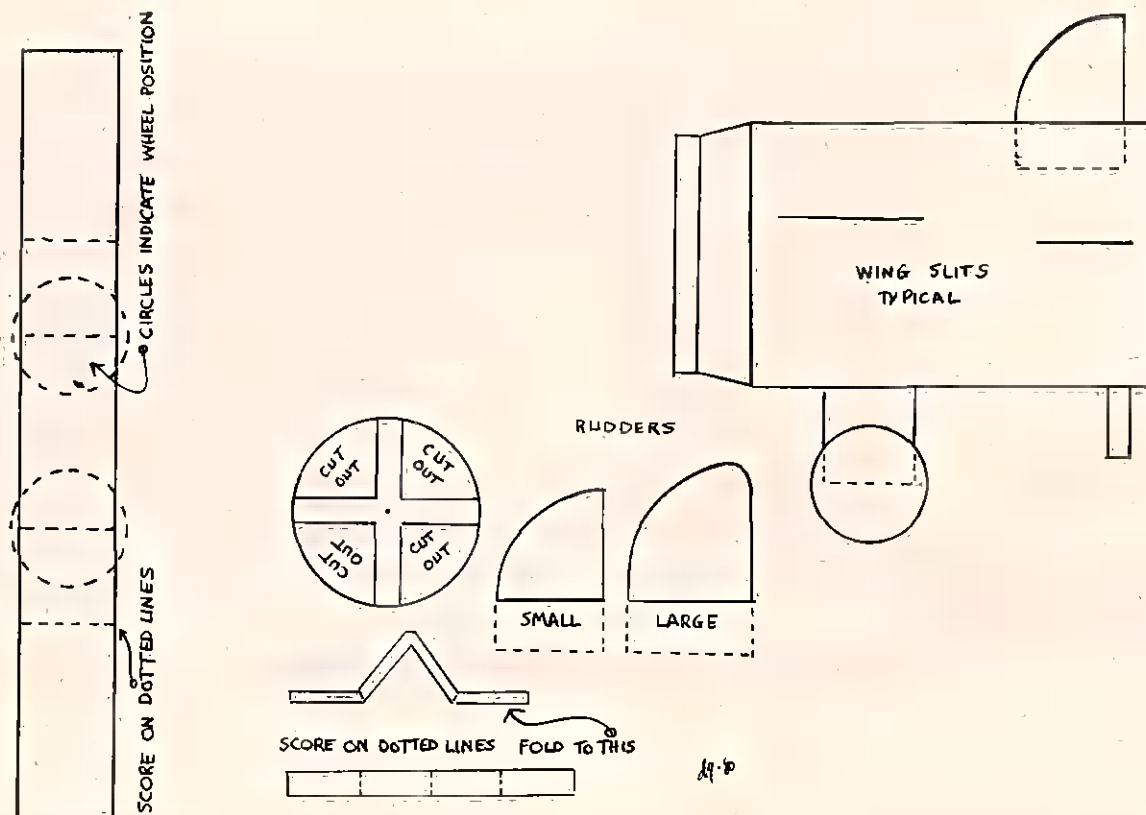 CIRCLES INDICATE WHEEL POSITION
SCORE ON DOTTED LINES
WING SLITS
TYPICAL
RUDDERS
CUT
OUT
CUT
OUT
CUT
OUT
CUT
OUT
SMALL
LARGE
SCORE ON DOTTED LINES
FOLD TO THIS